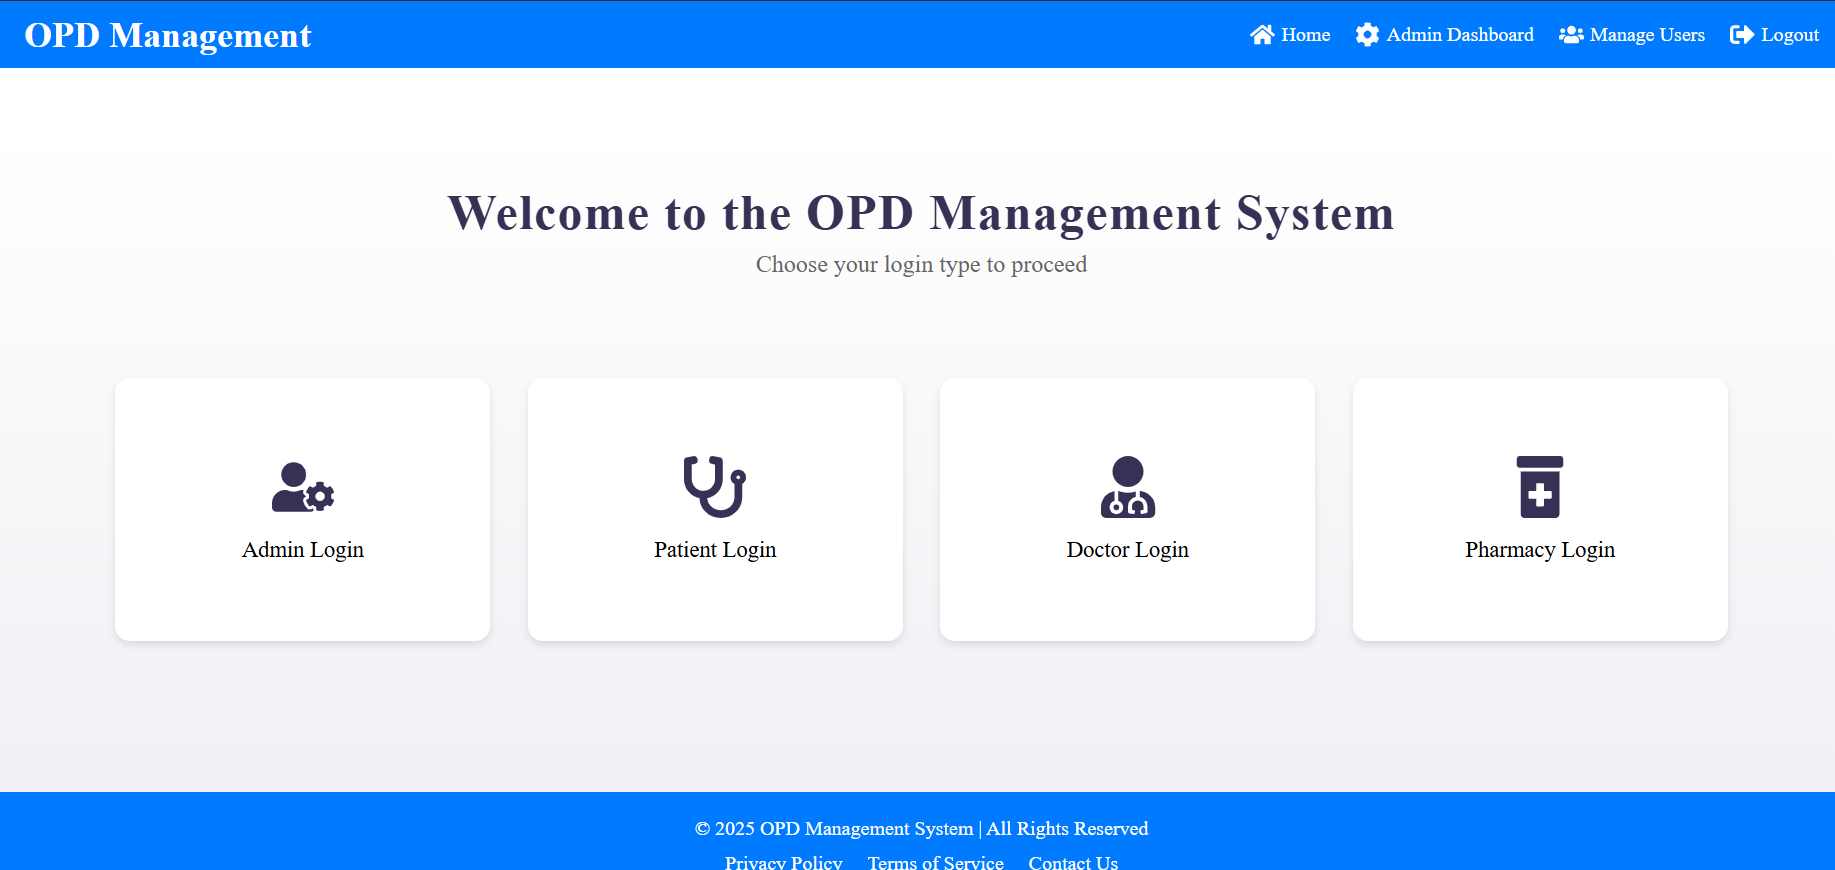 OPD Management
Home Admin Dashboard Manage Users Logout
Welcome to the OPD Management System
Choose your login type to proceed
Admin Login
Patient Login
Doctor Login
Pharmacy Login
© 2025 OPD Management System | All Rights Reserved
Privacy Policy Terms of Service Contact Us